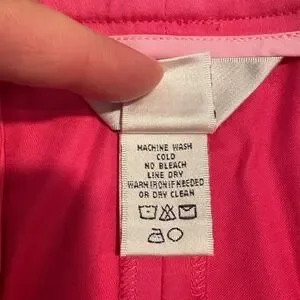 MACHINE WASH
COLD
NO BLEACH
LINE DRY
WARM IRON IF NEEDED
OR DRY CLEAN